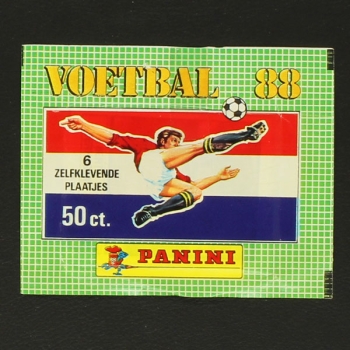 VOETBAL 88
6
ZELFKLEVENDE
PLAATJES
50 ct.
PANINI